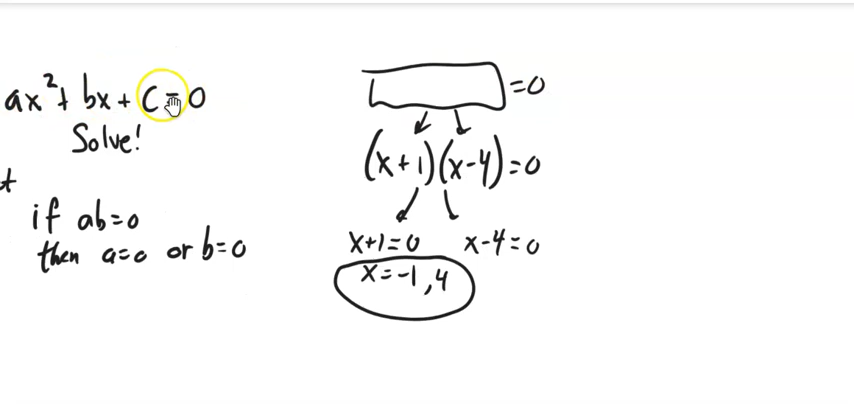 ax²+ bx + C=0
Solve!
t
if ab=0
then a=0 or b=0
=0
(x+1)(x-4)=0
x+1=0 x-4=0
x=-1,4